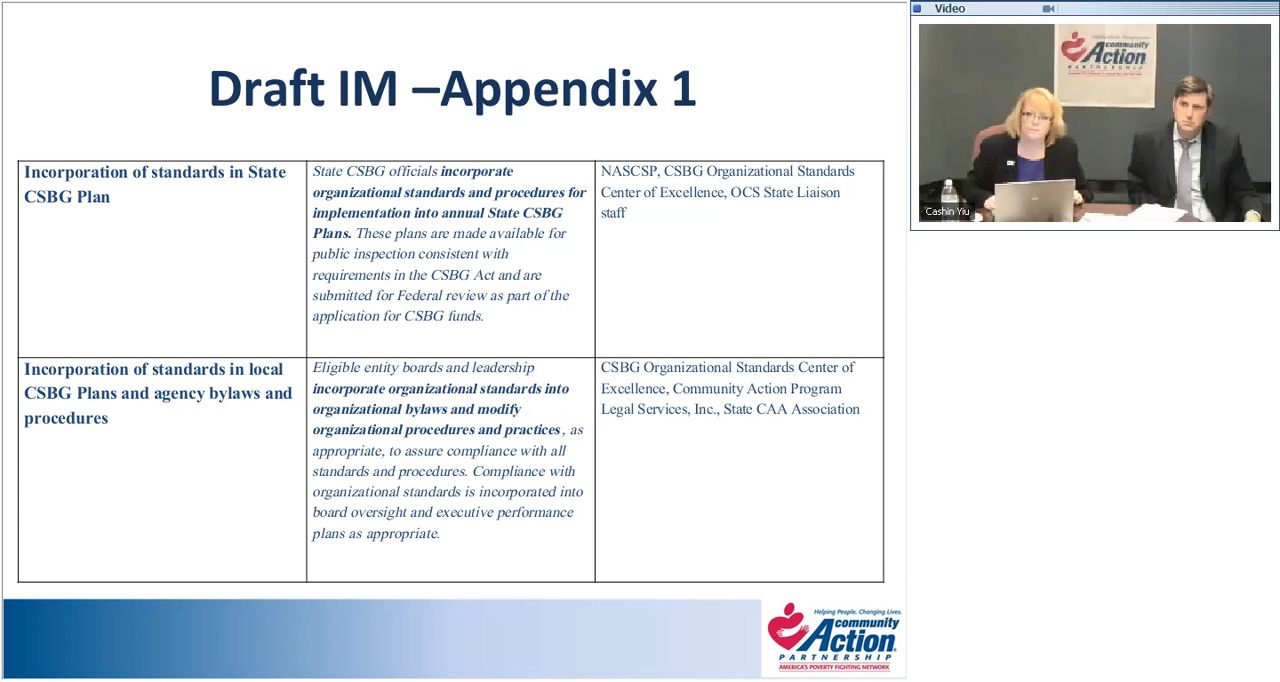 Draft IM –Appendix 1
Incorporation of standards in State
CSBG Plan
State CSBG officials incorporate
organizational standards and procedures for
implementation into annual State CSBG
Plans. These plans are made available for
public inspection consistent with
requirements in the CSBG Act and are
submitted for Federal review as part of the
application for CSBG funds.
NASCSP, CSBG Organizational Standards
Center of Excellence, OCS State Liaison
staff
Incorporation of standards in local
CSBG Plans and agency bylaws and
procedures
Eligible entity boards and leadership
incorporate organizational standards into
organizational bylaws and modify
organizational procedures and practices, as
appropriate, to assure compliance with all
standards and procedures. Compliance with
organizational standards is incorporated into
board oversight and executive performance
plans as appropriate.
CSBG Organizational Standards Center of
Excellence, Community Action Program
Legal Services, Inc., State CAA Association
Helping People. Changing Lives.
community
Action
PARTNERSHIP
AMERICA'S POVERTY FIGHTING NETWORK
Video
community
Action
PARTNERSHIP
Cashin Yiu